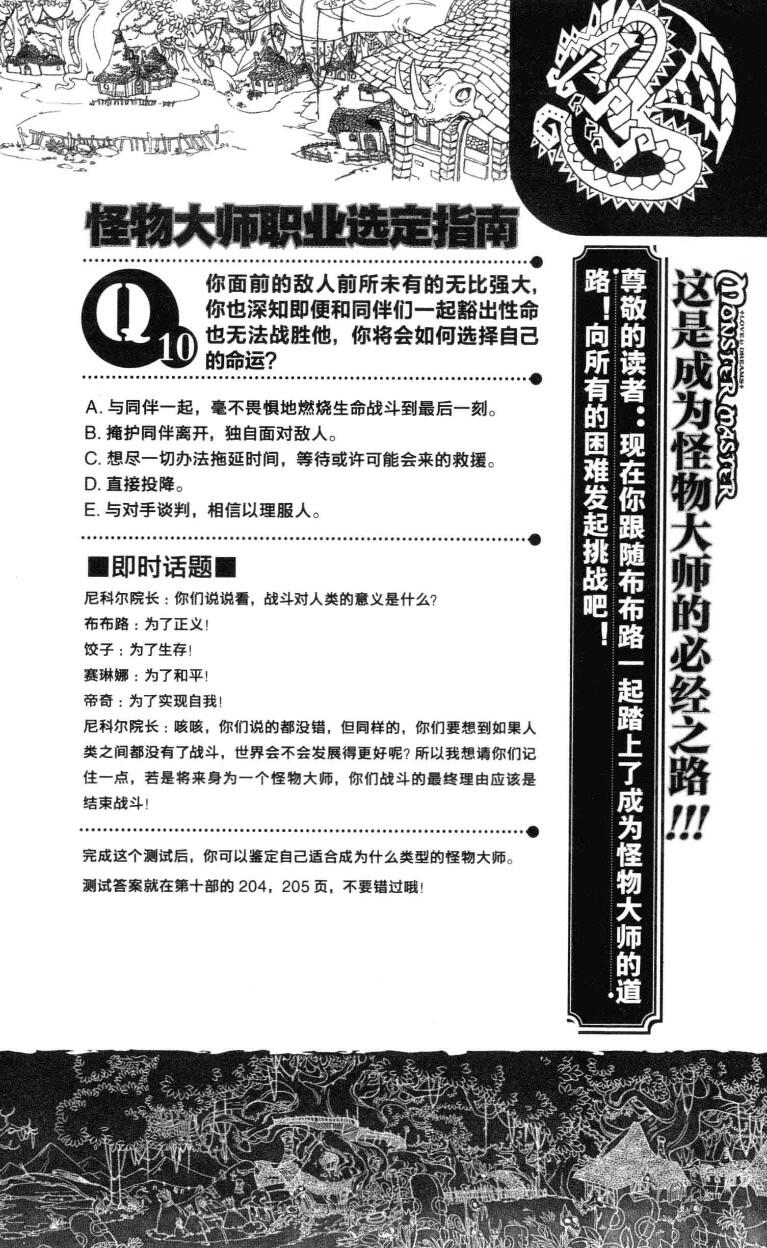 怪物大师职业选定指南
Q10
你面前的敌人前所未有的无比强大，
你也深知即便和同伴们一起豁出性命
也无法战胜他，你将会如何选择自己
的命运？
A. 与同伴一起，毫不畏惧地燃烧生命战斗到最后一刻。
B. 掩护同伴离开，独自面对敌人。
C. 想尽一切办法拖延时间，等待或许可能会来的救援。
D. 直接投降。
E. 与对手谈判，相信以理服人。
■即时话题■
尼科尔院长：你们说说看，战斗对人类的意义是什么？
布布路：为了正义！
饺子：为了生存！
赛琳娜：为了和平！
帝奇：为了实现自我！
尼科尔院长：咳咳，你们说的都没错，但同样的，你们要想到如果人
类之间都没有了战斗，世界会不会发展得更好呢？所以我想请你们记
住一点，若是将来身为一个怪物大师，你们战斗的最终理由应该是
结束战斗！
完成这个测试后，你可以鉴定自己适合成为什么类型的怪物大师。
测试答案就在第十部的 204，205 页，不要错过哦！
MONSTER MASTER
+LOVE & DREAMS+
这是成为怪物大师的必经之路!!!
尊敬的读者：现在你跟随布布路一起踏上了成为怪物大师的道
路！向所有的困难发起挑战吧！